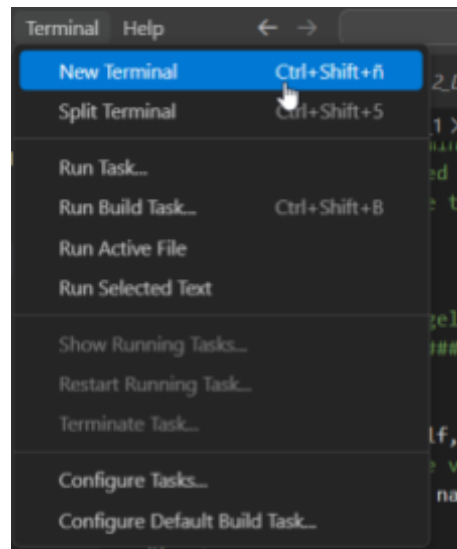 Terminal Help
New Terminal Ctrl+Shift+ñ
Split Terminal Ctrl+Shift+5
Run Task...
Run Build Task... Ctrl+Shift+B
Run Active File
Run Selected Text
Show Running Tasks...
Restart Running Task...
Terminate Task...
Configure Tasks...
Configure Default Build Task...